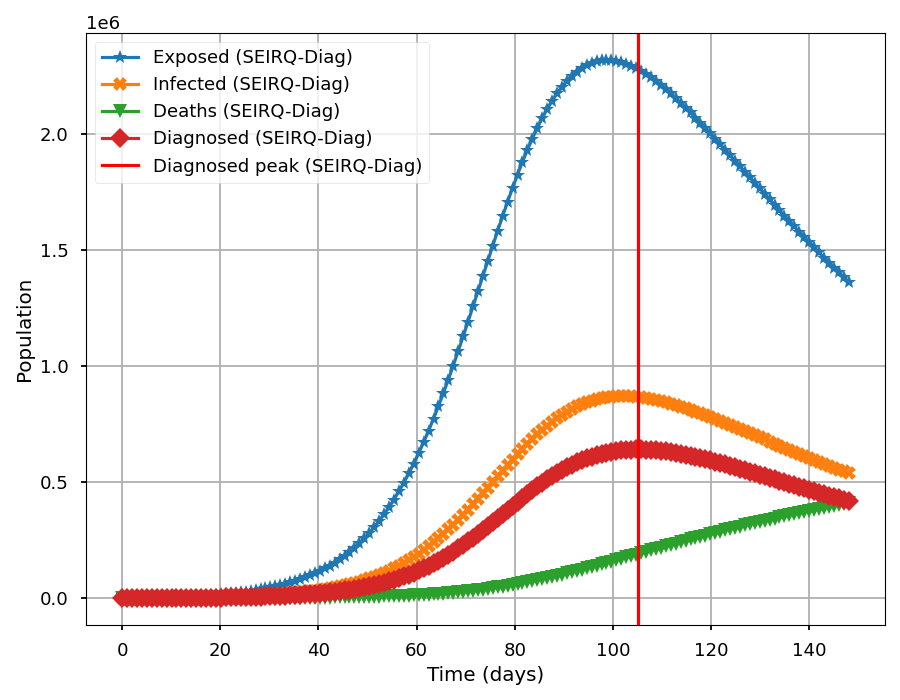 1e6
Exposed (SEIRQ-Diag)
Infected (SEIRQ-Diag)
Deaths (SEIRQ-Diag)
Diagnosed (SEIRQ-Diag)
Diagnosed peak (SEIRQ-Diag)
2.0
1.5
1.0
0.5
0.0
Population
0 20 40 60 80 100 120 140
Time (days)